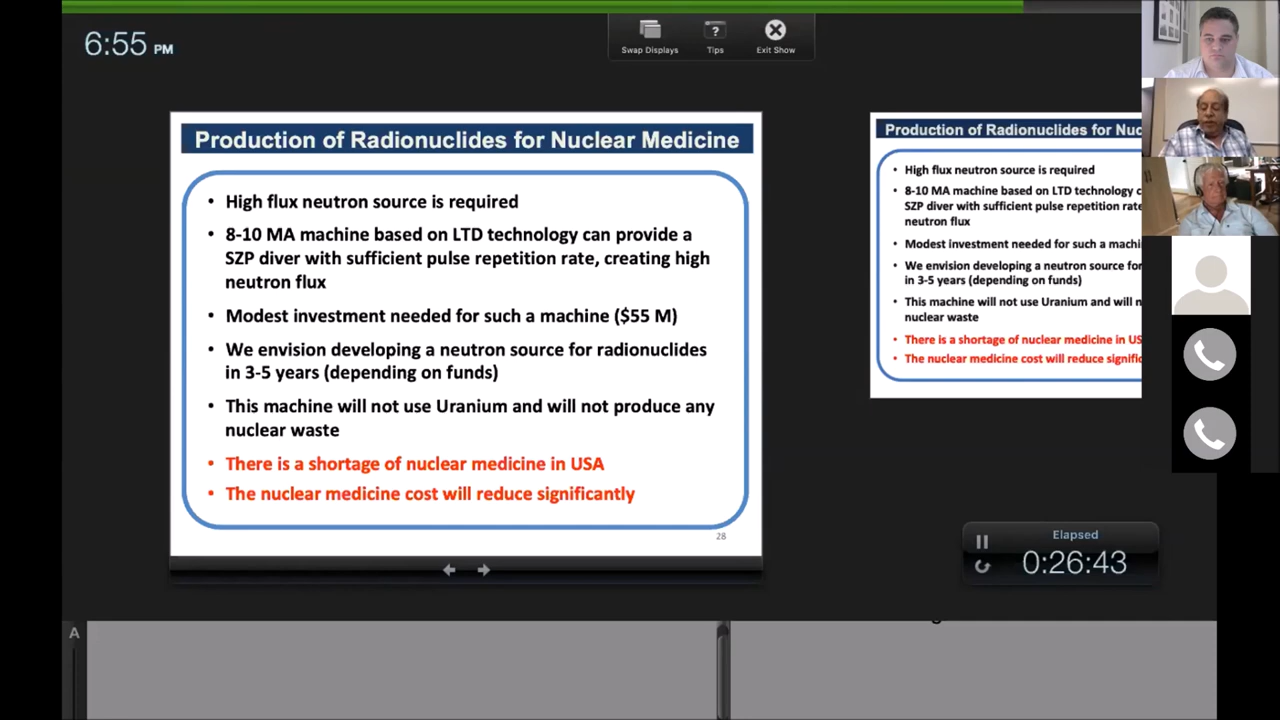 6:55 PM
Swap Displays
Tips
Exit Show
Production of Radionuclides for Nuclear Medicine
• High flux neutron source is required
• 8-10 MA machine based on LTD technology can provide a
SZP diver with sufficient pulse repetition rate, creating high
neutron flux
• Modest investment needed for such a machine ($55 M)
• We envision developing a neutron source for radionuclides
in 3-5 years (depending on funds)
• This machine will not use Uranium and will not produce any
nuclear waste
• There is a shortage of nuclear medicine in USA
• The nuclear medicine cost will reduce significantly
28
Production of Radionuclides for Nuc
• High flux neutron source is required
• 8-10 MA machine based on LTD technology c
SZP diver with sufficient pulse repetition rate
neutron flux
• Modest investment needed for such a machi
• We envision developing a neutron source for
in 3-5 years (depending on funds)
• This machine will not use Uranium and will n
nuclear waste
• There is a shortage of nuclear medicine in US
• The nuclear medicine cost will reduce signific
Elapsed
0:26:43
A